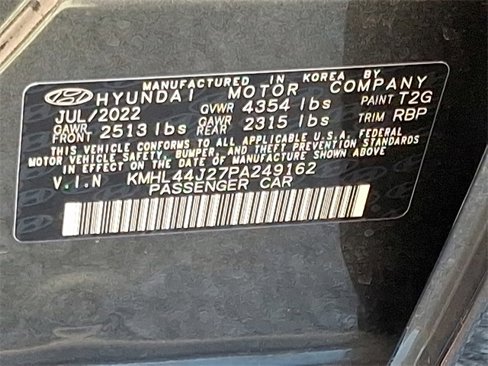 MANUFACTURED IN KOREA BY
HYUNDAI MOTOR COMPANY
JUL/2022 GVWR 4354 lbs PAINT T2G
GAWR FRONT 2513 lbs GAWR REAR 2315 lbs TRIM RBP
THIS VEHICLE CONFORMS TO ALL APPLICABLE U.S.A. FEDERAL
MOTOR VEHICLE SAFETY, BUMPER, AND THEFT PREVENTION STANDARDS
IN EFFECT ON THE DATE OF MANUFACTURE SHOWN ABOVE
V.I.N KMHL44J27PA249162
PASSENGER CAR